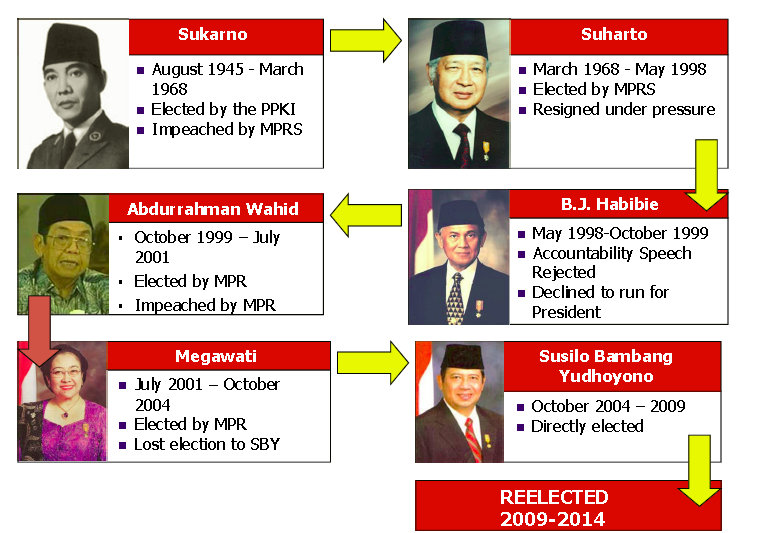 Sukarno
▪ August 1945 - March
1968
▪ Elected by the PPKI
▪ Impeached by MPRS
Suharto
▪ March 1968 - May 1998
▪ Elected by MPRS
▪ Resigned under pressure
B.J. Habibie
▪ May 1998-October 1999
▪ Accountability Speech
Rejected
▪ Declined to run for
President
Abdurrahman Wahid
▪ October 1999 – July
2001
▪ Elected by MPR
▪ Impeached by MPR
Megawati
▪ July 2001 – October
2004
▪ Elected by MPR
▪ Lost election to SBY
Susilo Bambang
Yudhoyono
▪ October 2004 – 2009
▪ Directly elected
REELECTED
2009-2014